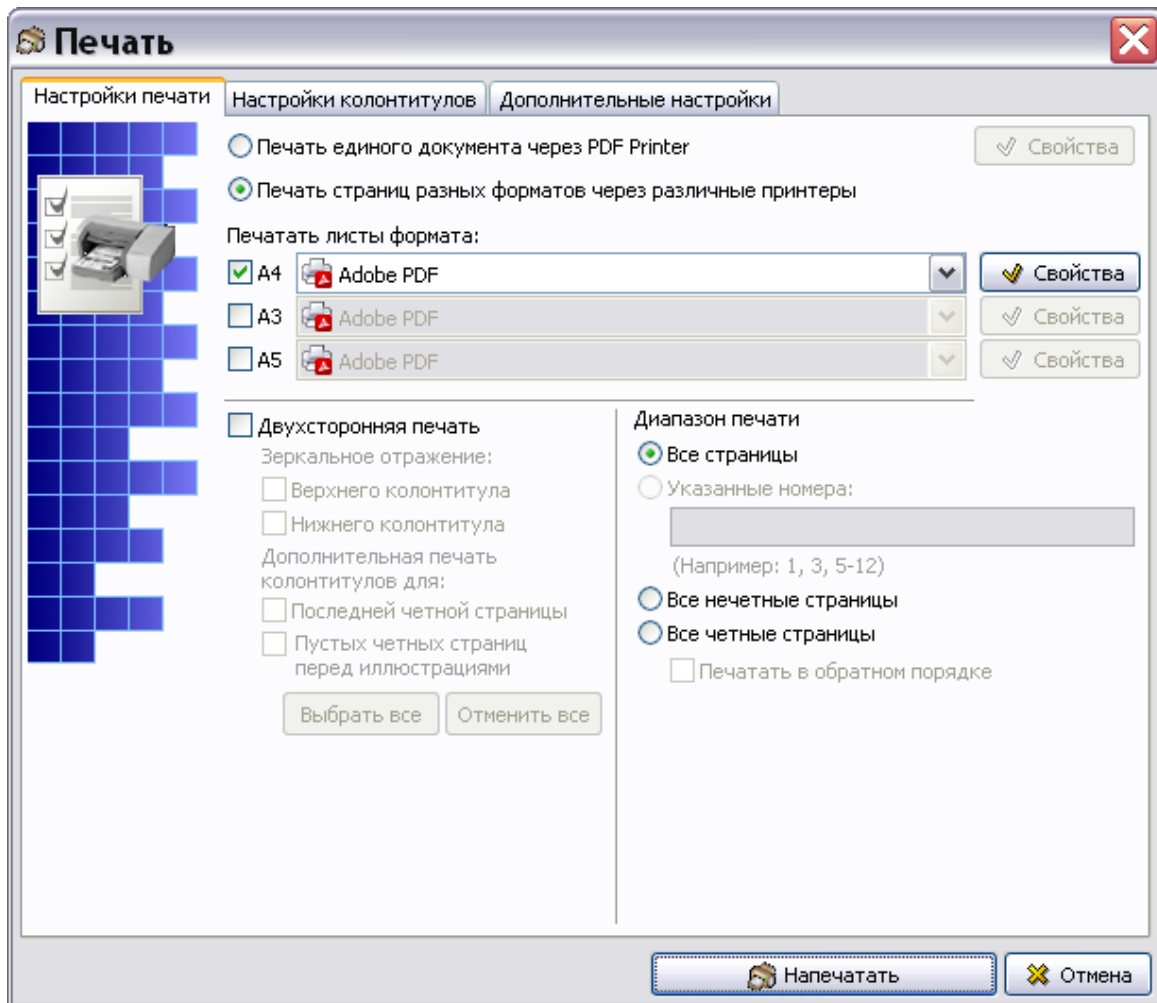 Печать
Настройки печати
Настройки колонтитулов
Дополнительные настройки
Печать единого документа через PDF Printer
Свойства
Печать страниц разных форматов через различные принтеры
Печатать листы формата:
A4 Adobe PDF Свойства
A3 Adobe PDF Свойства
A5 Adobe PDF Свойства
Двухсторонняя печать
Зеркальное отражение:
Верхнего колонтитула
Нижнего колонтитула
Дополнительная печать
колонтитулов для:
Последней четной страницы
Пустых четных страниц
перед иллюстрациями
Выбрать все
Отменить все
Диапазон печати
Все страницы
Указанные номера:
(Например: 1, 3, 5-12)
Все нечетные страницы
Все четные страницы
Печатать в обратном порядке
Напечатать
Отмена